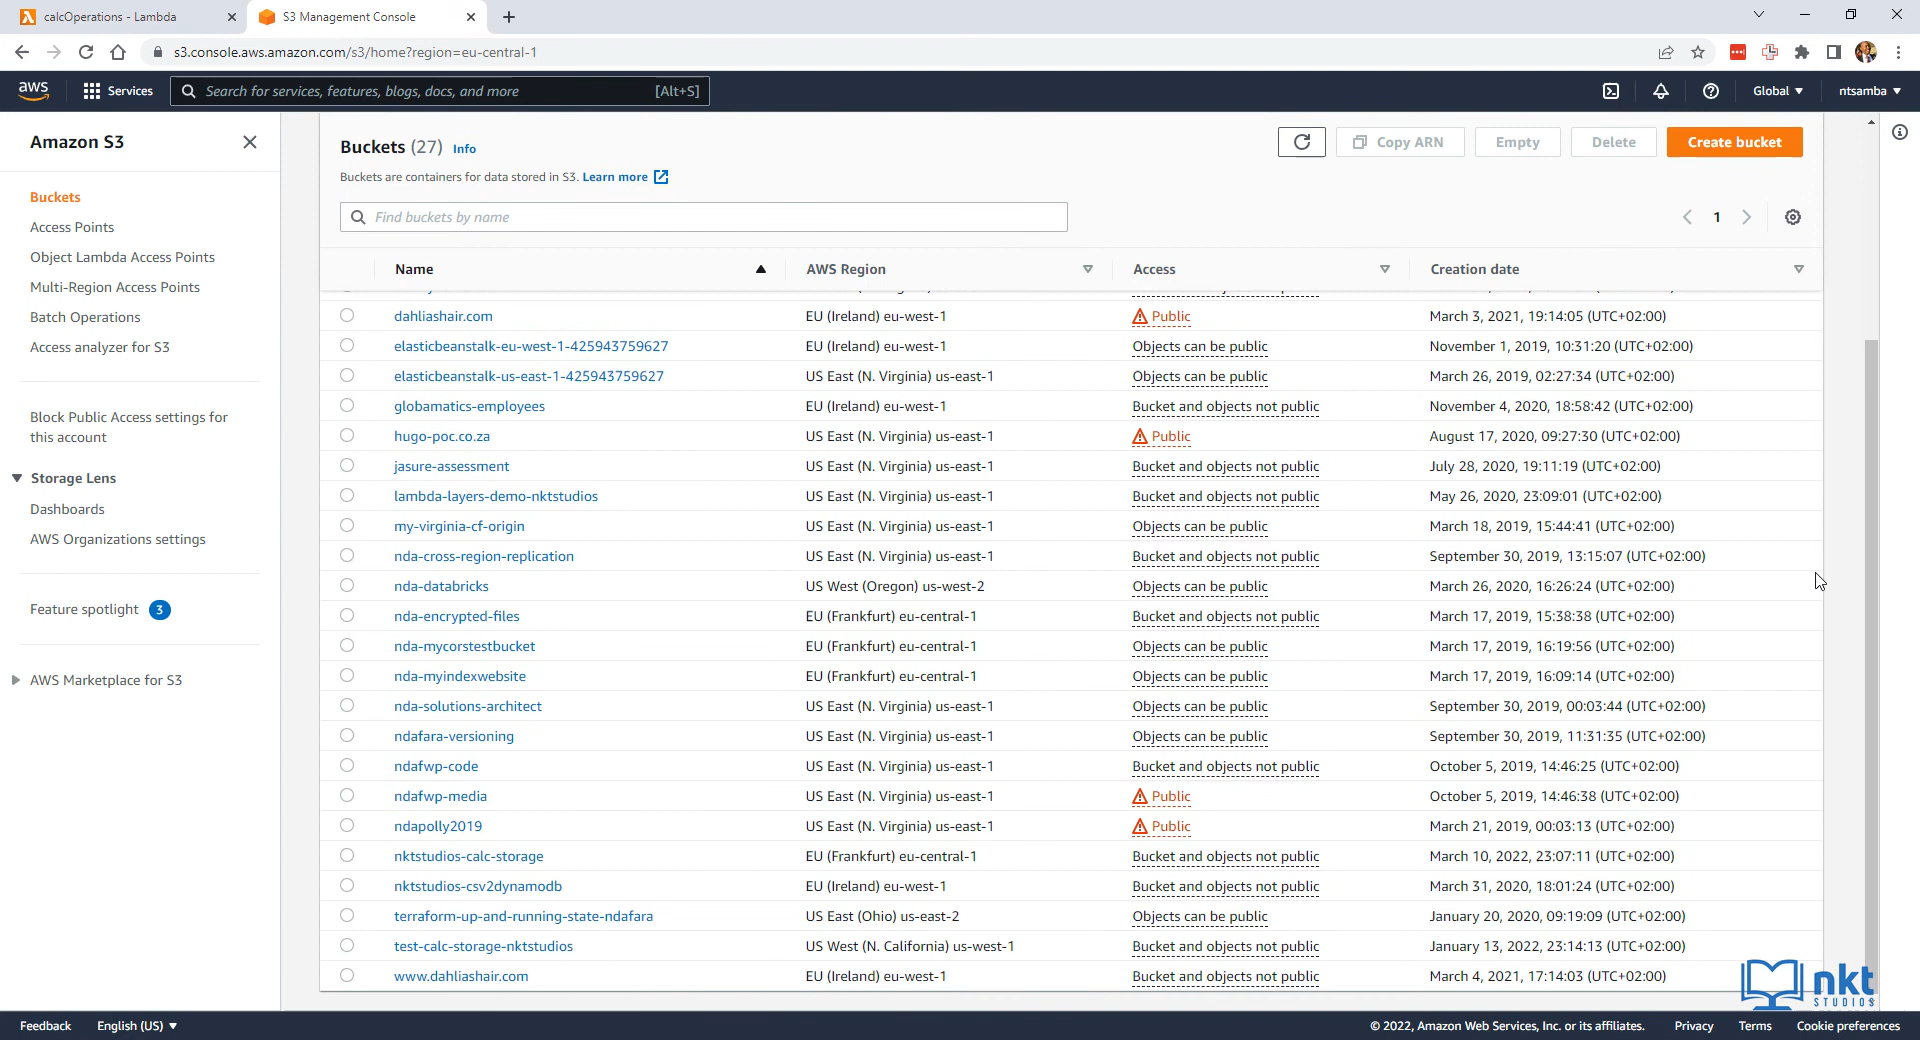 calcOperations - Lambda
S3 Management Console
s3.console.aws.amazon.com/s3/home?region=eu-central-1
aws Services Search for services, features, blogs, docs, and more [Alt+S] Global ntsamba
Amazon S3
Buckets
Access Points
Object Lambda Access Points
Multi-Region Access Points
Batch Operations
Access analyzer for S3
Block Public Access settings for
this account
Storage Lens
Dashboards
AWS Organizations settings
Feature spotlight 3
AWS Marketplace for S3
Buckets (27) Info
Copy ARN Empty Delete Create bucket
Buckets are containers for data stored in S3. Learn more
Find buckets by name
1
Name AWS Region Access Creation date
dahliashair.com EU (Ireland) eu-west-1 Public March 3, 2021, 19:14:05 (UTC+02:00)
elasticbeanstalk-eu-west-1-425943759627 EU (Ireland) eu-west-1 Objects can be public November 1, 2019, 10:31:20 (UTC+02:00)
elasticbeanstalk-us-east-1-425943759627 US East (N. Virginia) us-east-1 Objects can be public March 26, 2019, 02:27:34 (UTC+02:00)
globamatics-employees EU (Ireland) eu-west-1 Bucket and objects not public November 4, 2020, 18:58:42 (UTC+02:00)
hugo-poc.co.za US East (N. Virginia) us-east-1 Public August 17, 2020, 09:27:30 (UTC+02:00)
jasure-assessment US East (N. Virginia) us-east-1 Bucket and objects not public July 28, 2020, 19:11:19 (UTC+02:00)
lambda-layers-demo-nktstudios US East (N. Virginia) us-east-1 Bucket and objects not public May 26, 2020, 23:09:01 (UTC+02:00)
my-virginia-cf-origin US East (N. Virginia) us-east-1 Objects can be public March 18, 2019, 15:44:41 (UTC+02:00)
nda-cross-region-replication US East (N. Virginia) us-east-1 Bucket and objects not public September 30, 2019, 13:15:07 (UTC+02:00)
nda-databricks US West (Oregon) us-west-2 Objects can be public March 26, 2020, 16:26:24 (UTC+02:00)
nda-encrypted-files EU (Frankfurt) eu-central-1 Bucket and objects not public March 17, 2019, 15:38:38 (UTC+02:00)
nda-mycorstestbucket EU (Frankfurt) eu-central-1 Objects can be public March 17, 2019, 16:19:56 (UTC+02:00)
nda-myindexwebsite EU (Frankfurt) eu-central-1 Objects can be public March 17, 2019, 16:09:14 (UTC+02:00)
nda-solutions-architect US East (N. Virginia) us-east-1 Objects can be public September 30, 2019, 00:03:44 (UTC+02:00)
ndafara-versioning US East (N. Virginia) us-east-1 Objects can be public September 30, 2019, 11:31:35 (UTC+02:00)
ndafwp-code US East (N. Virginia) us-east-1 Bucket and objects not public October 5, 2019, 14:46:25 (UTC+02:00)
ndafwp-media US East (N. Virginia) us-east-1 Public October 5, 2019, 14:46:38 (UTC+02:00)
ndapolly2019 US East (N. Virginia) us-east-1 Public March 21, 2019, 00:03:13 (UTC+02:00)
nktstudios-calc-storage EU (Frankfurt) eu-central-1 Bucket and objects not public March 10, 2022, 23:07:11 (UTC+02:00)
nktstudios-csv2dynamodb EU (Ireland) eu-west-1 Bucket and objects not public March 31, 2020, 18:01:24 (UTC+02:00)
terraform-up-and-running-state-ndafara US East (Ohio) us-east-2 Objects can be public January 20, 2020, 09:19:09 (UTC+02:00)
test-calc-storage-nktstudios US West (N. California) us-west-1 Bucket and objects not public January 13, 2022, 23:14:13 (UTC+02:00)
www.dahliashair.com EU (Ireland) eu-west-1 Bucket and objects not public March 4, 2021, 17:14:03 (UTC+02:00)
nkt
STUDIOS
Feedback English (US) © 2022, Amazon Web Services, Inc. or its affiliates. Privacy Terms Cookie preferences